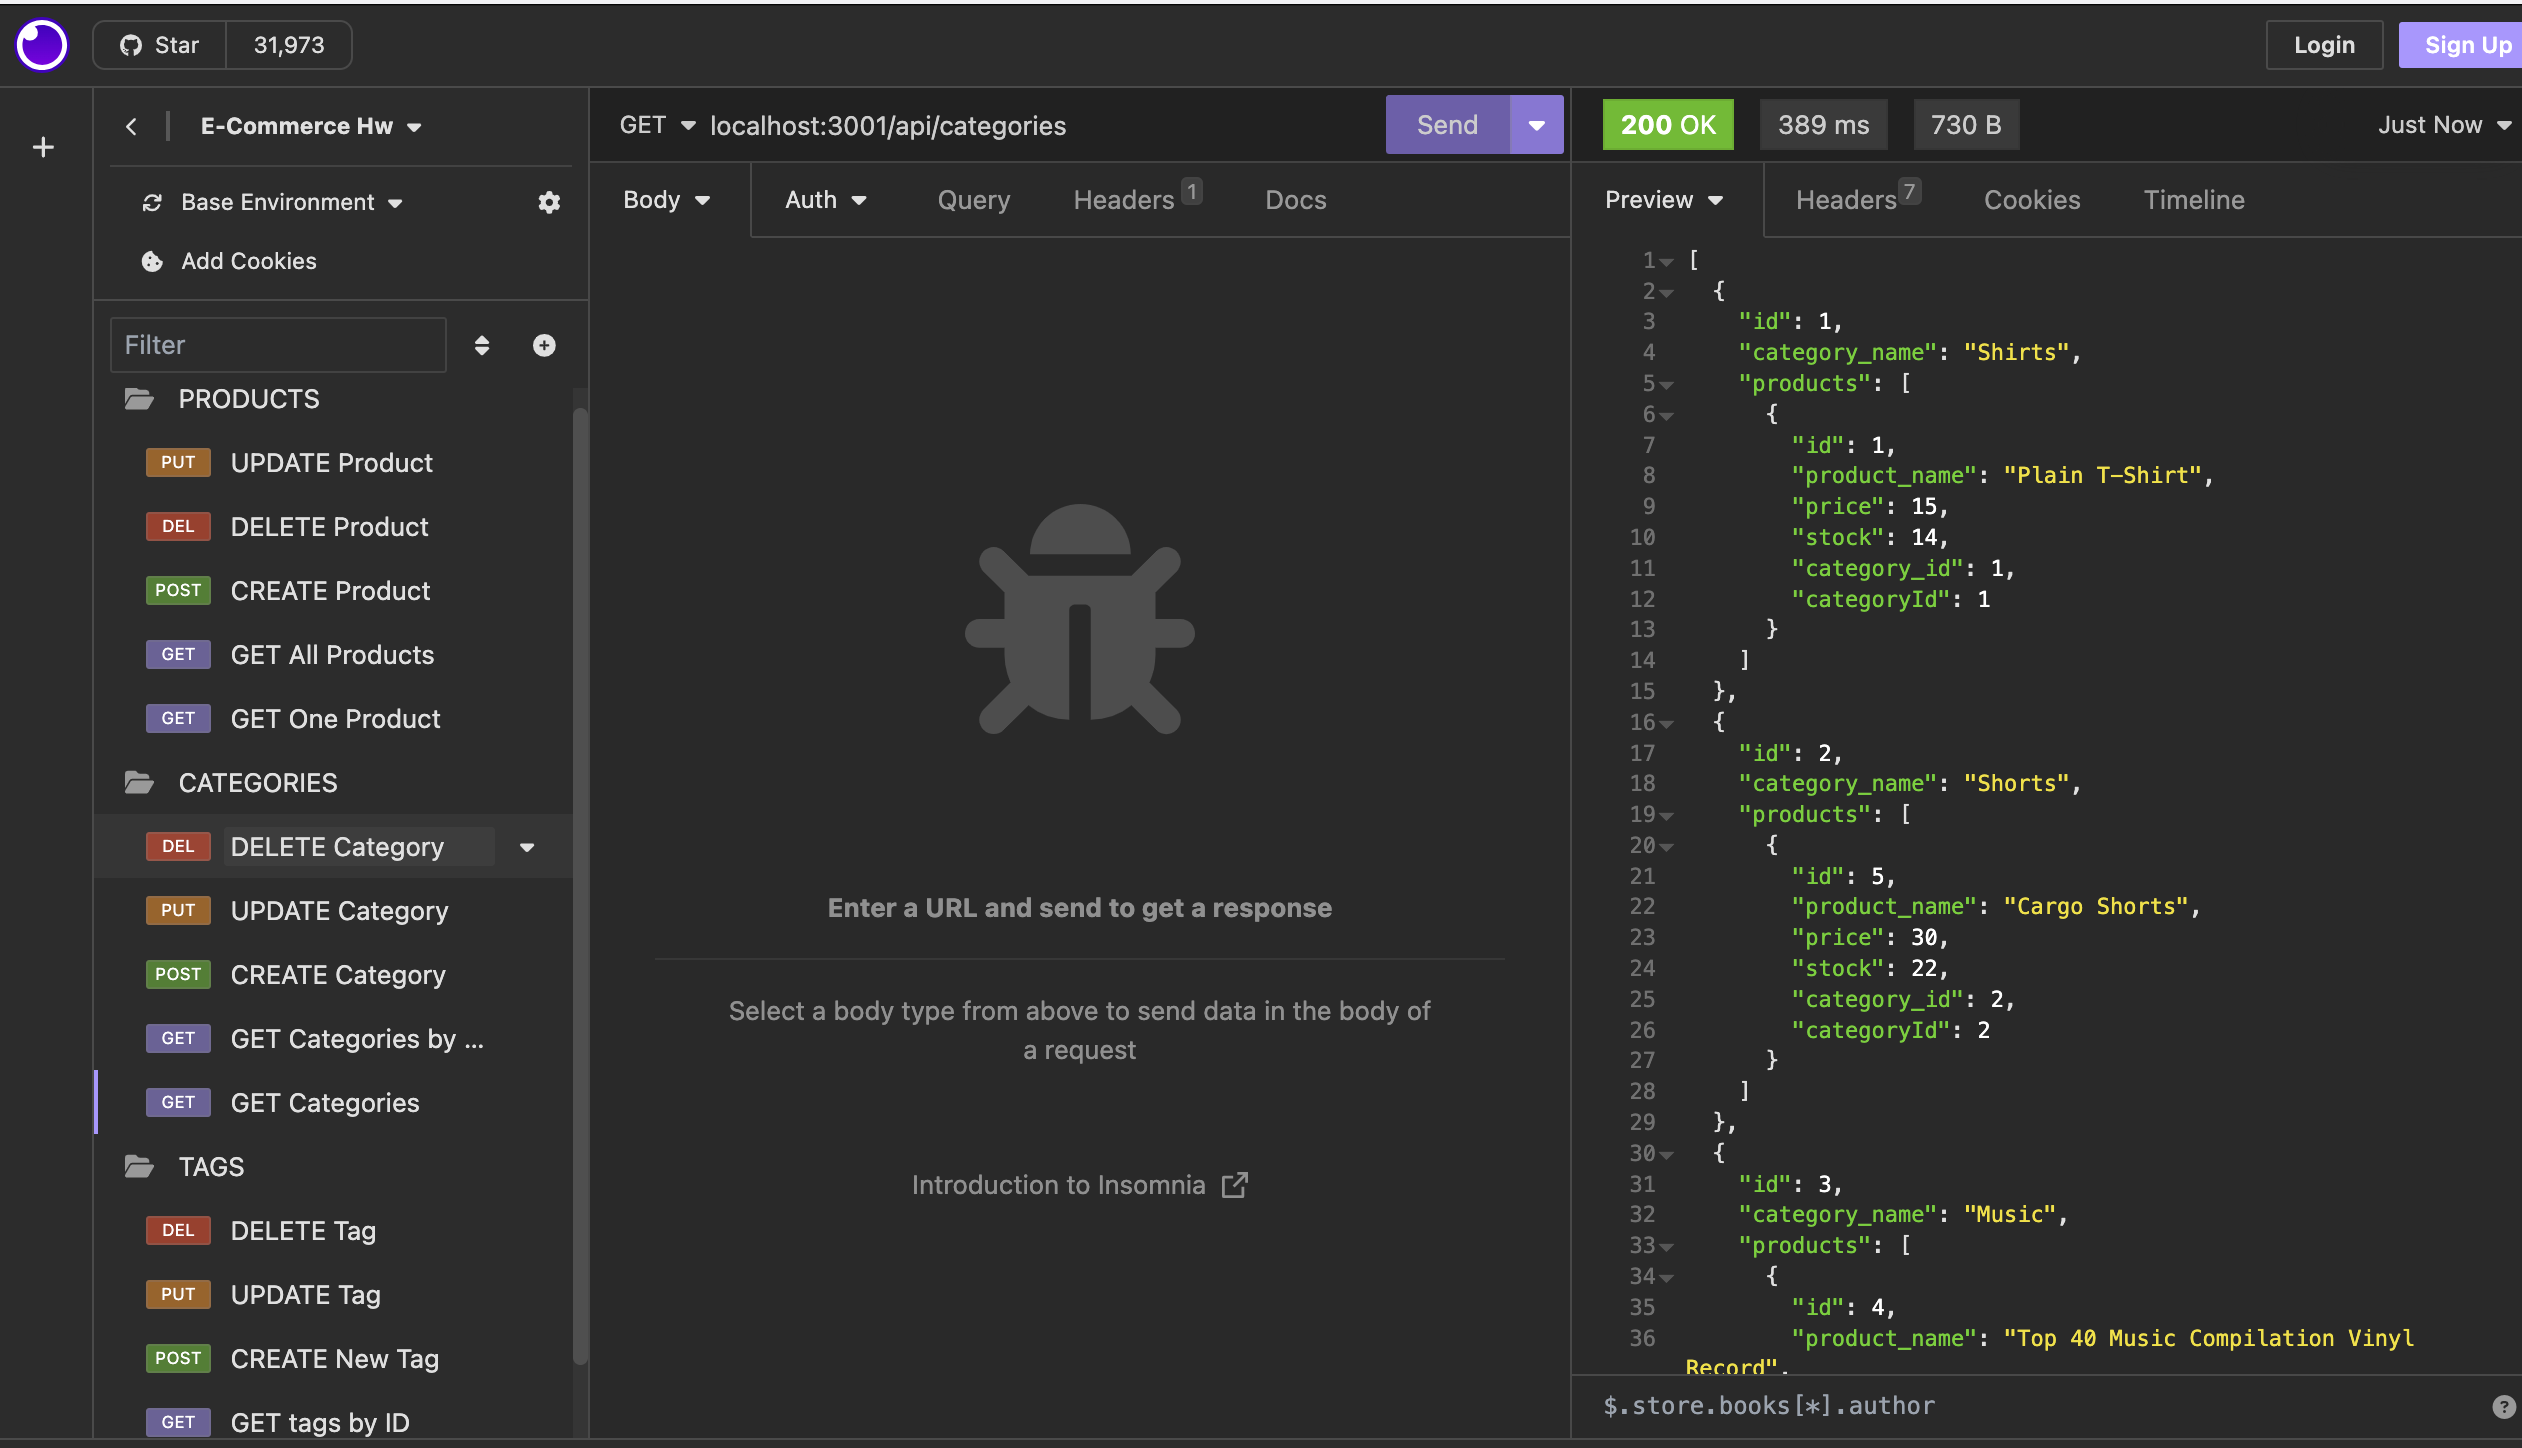 Star 31,973
Login
Sign Up
E-Commerce Hw
Base Environment
Add Cookies
Filter
PRODUCTS
PUT UPDATE Product
DEL DELETE Product
POST CREATE Product
GET GET All Products
GET GET One Product
CATEGORIES
DEL DELETE Category
PUT UPDATE Category
POST CREATE Category
GET GET Categories by ...
GET GET Categories
TAGS
DEL DELETE Tag
PUT UPDATE Tag
POST CREATE New Tag
GET GET tags by ID
GET localhost:3001/api/categories Send
Body Auth Query Headers 1 Docs
Enter a URL and send to get a response
Select a body type from above to send data in the body of
a request
Introduction to Insomnia
200 OK 389 ms 730 B Just Now
Preview Headers 7 Cookies Timeline
1 [
2 {
3 "id": 1,
4 "category_name": "Shirts",
5 "products": [
6 {
7 "id": 1,
8 "product_name": "Plain T-Shirt",
9 "price": 15,
10 "stock": 14,
11 "category_id": 1,
12 "categoryId": 1
13 }
14 ]
15 },
16 {
17 "id": 2,
18 "category_name": "Shorts",
19 "products": [
20 {
21 "id": 5,
22 "product_name": "Cargo Shorts",
23 "price": 30,
24 "stock": 22,
25 "category_id": 2,
26 "categoryId": 2
27 }
28 ]
29 },
30 {
31 "id": 3,
32 "category_name": "Music",
33 "products": [
34 {
35 "id": 4,
36 "product_name": "Top 40 Music Compilation Vinyl
Record",
$.store.books[*].author
?